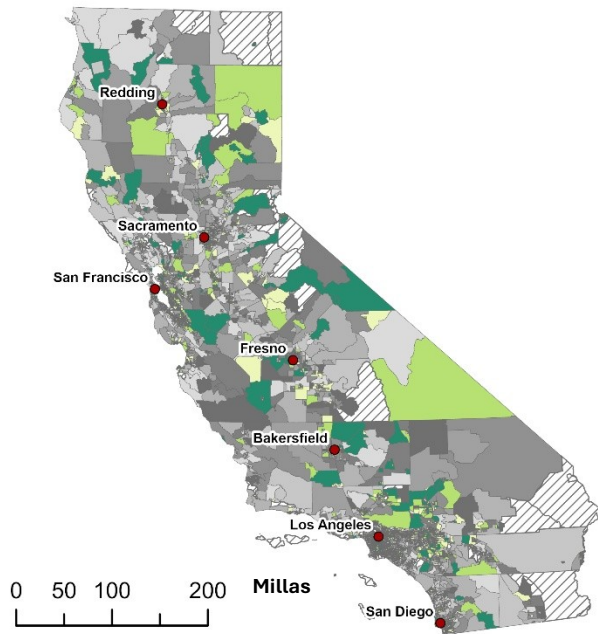 Redding
Sacramento
San Francisco
Fresno
Bakersfield
Los Angeles
Millas
0 50 100 200
San Diego